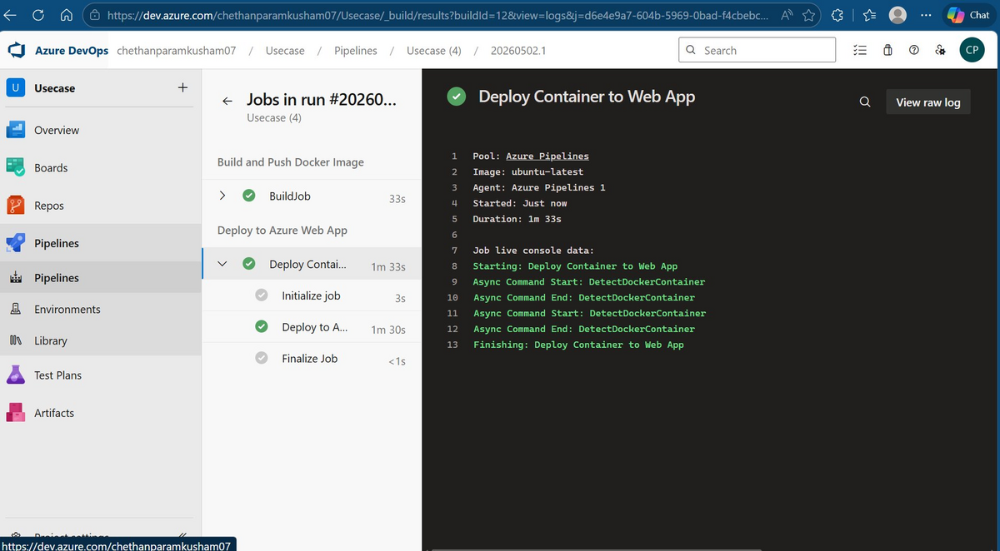 https://dev.azure.com/chethanparamkusham07/Usecase/_build/results?buildId=12&view=logs&j=d6e4e9a7-604b-5969-0bad-f4cbebc...
Chat
Azure DevOps chethanparamkusham07 / Usecase / Pipelines / Usecase (4) / 20260502.1
Search
CP
U Usecase +
Overview
Boards
Repos
Pipelines
Pipelines
Environments
Library
Test Plans
Artifacts
Project settings
https://dev.azure.com/chethanparamkusham07
Jobs in run #20260...
Usecase (4)
Build and Push Docker Image
BuildJob 33s
Deploy to Azure Web App
Deploy Contai... 1m 33s
Initialize job 3s
Deploy to A... 1m 30s
Finalize Job <1s
Deploy Container to Web App
View raw log
1 Pool: Azure Pipelines
2 Image: ubuntu-latest
3 Agent: Azure Pipelines 1
4 Started: Just now
5 Duration: 1m 33s
6
7 Job live console data:
8 Starting: Deploy Container to Web App
9 Async Command Start: DetectDockerContainer
10 Async Command End: DetectDockerContainer
11 Async Command Start: DetectDockerContainer
12 Async Command End: DetectDockerContainer
13 Finishing: Deploy Container to Web App